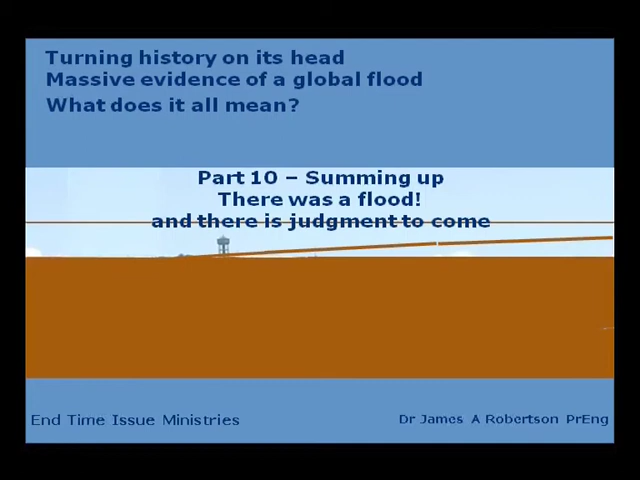 Turning history on its head
Massive evidence of a global flood
What does it all mean?
Part 10 – Summing up
There was a flood!
and there is judgment to come
End Time Issue Ministries
Dr James A Robertson PrEng